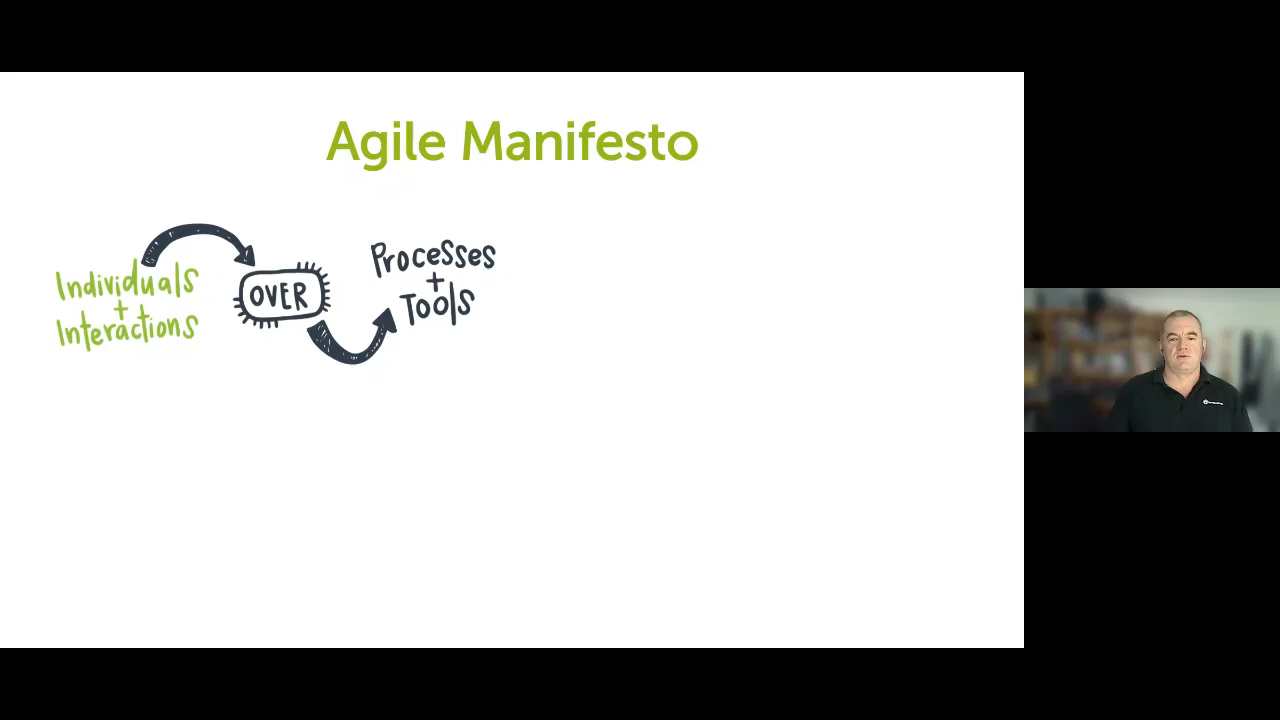 Agile Manifesto
Individuals
+
Interactions
OVER
Processes
+
Tools